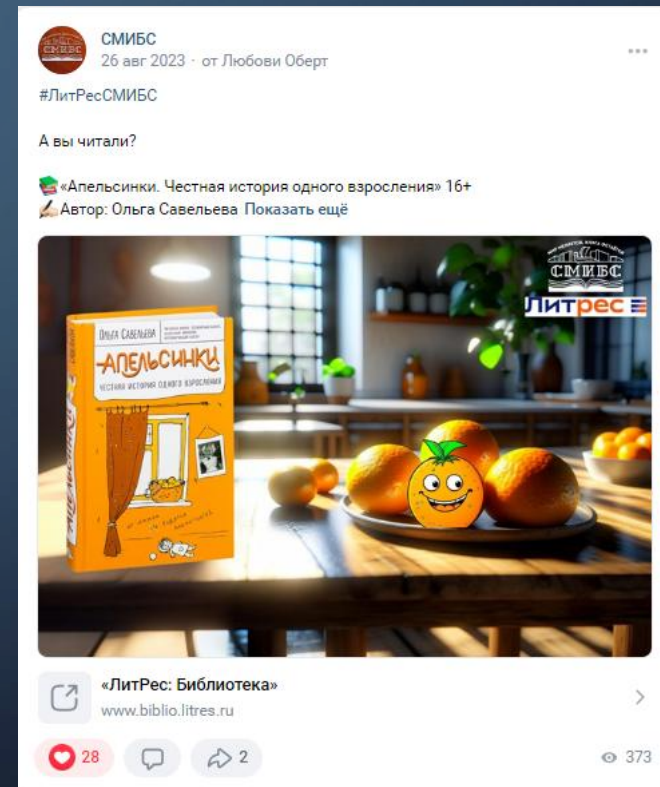 СМИБС
26 авг 2023 · от Любови Оберт
#ЛитРесСМИБС
А вы читали?
«Апельсинки. Честная история одного взросления» 16+
Автор: Ольга Савельева Показать ещё
СМИБС
Литрес
ОЛЬГА САВЕЛЬЕВА
АПЕЛЬСИНКИ
ЧЕСТНАЯ ИСТОРИЯ ОДНОГО ВЗРОСЛЕНИЯ
«ЛитРес: Библиотека»
www.biblio.litres.ru
28
2
373